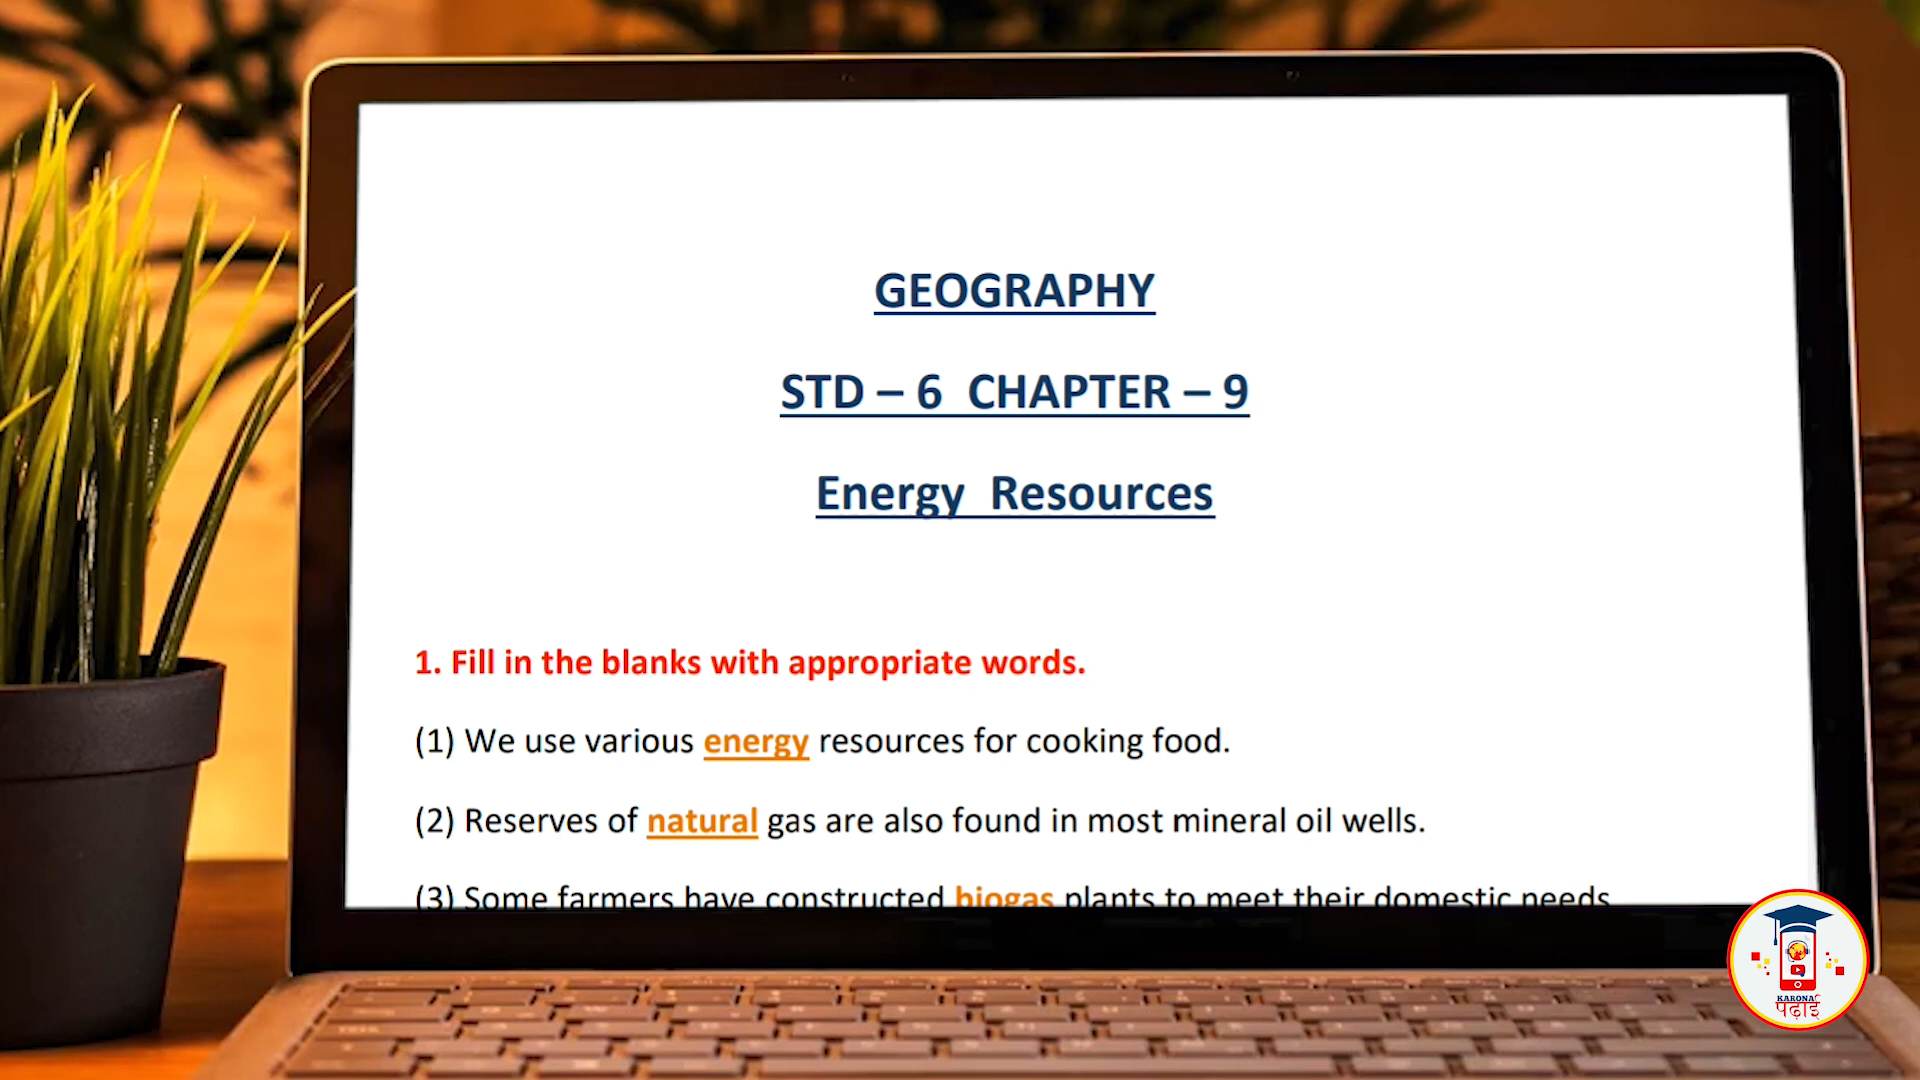 GEOGRAPHY
STD – 6 CHAPTER – 9
Energy Resources
1. Fill in the blanks with appropriate words.
(1) We use various energy resources for cooking food.
(2) Reserves of natural gas are also found in most mineral oil wells.
(3) Some farmers have constructed biogas plants to meet their domestic needs
KARONA
पढ़ाई